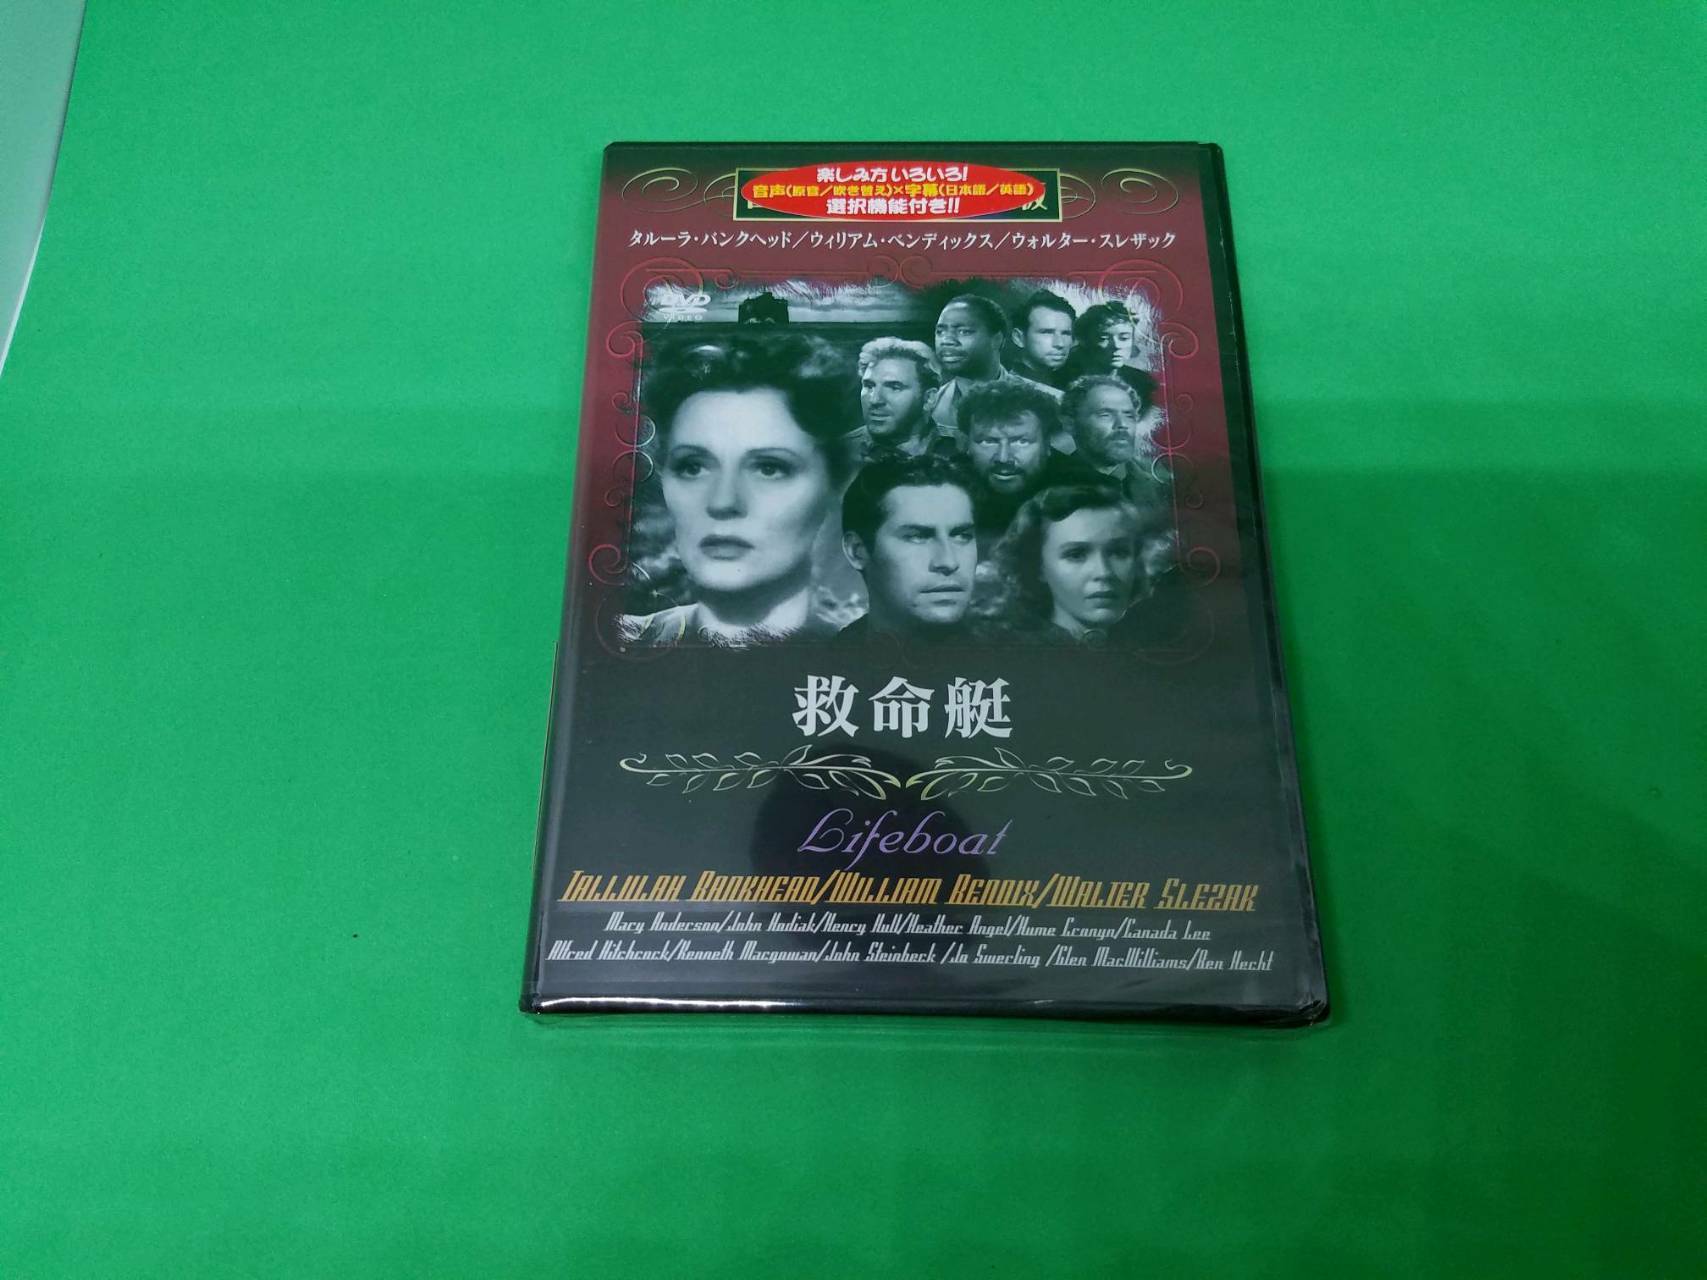 楽しみ方いろいろ!
音声(原音/吹き替え)×字幕(日本語/英語)
選択機能付き!!
タルーラ・バンクヘッド/ウィリアム・ベンディックス/ウォルター・スレザック
DVD
VIDEO
救命艇
Lifeboat
TALLULAH BANKHEAD/WILLIAM BENDIX/WALTER SLEZAK
Mary Anderson/John Hodiak/Hency Hull/Heather Angel/Hume Cronyn/Canada Lee
Alfred Hitchcock/Kenneth Macgowan/John Steinbeck /Jo Swerling /Glen MacWilliams/Ben Hecht